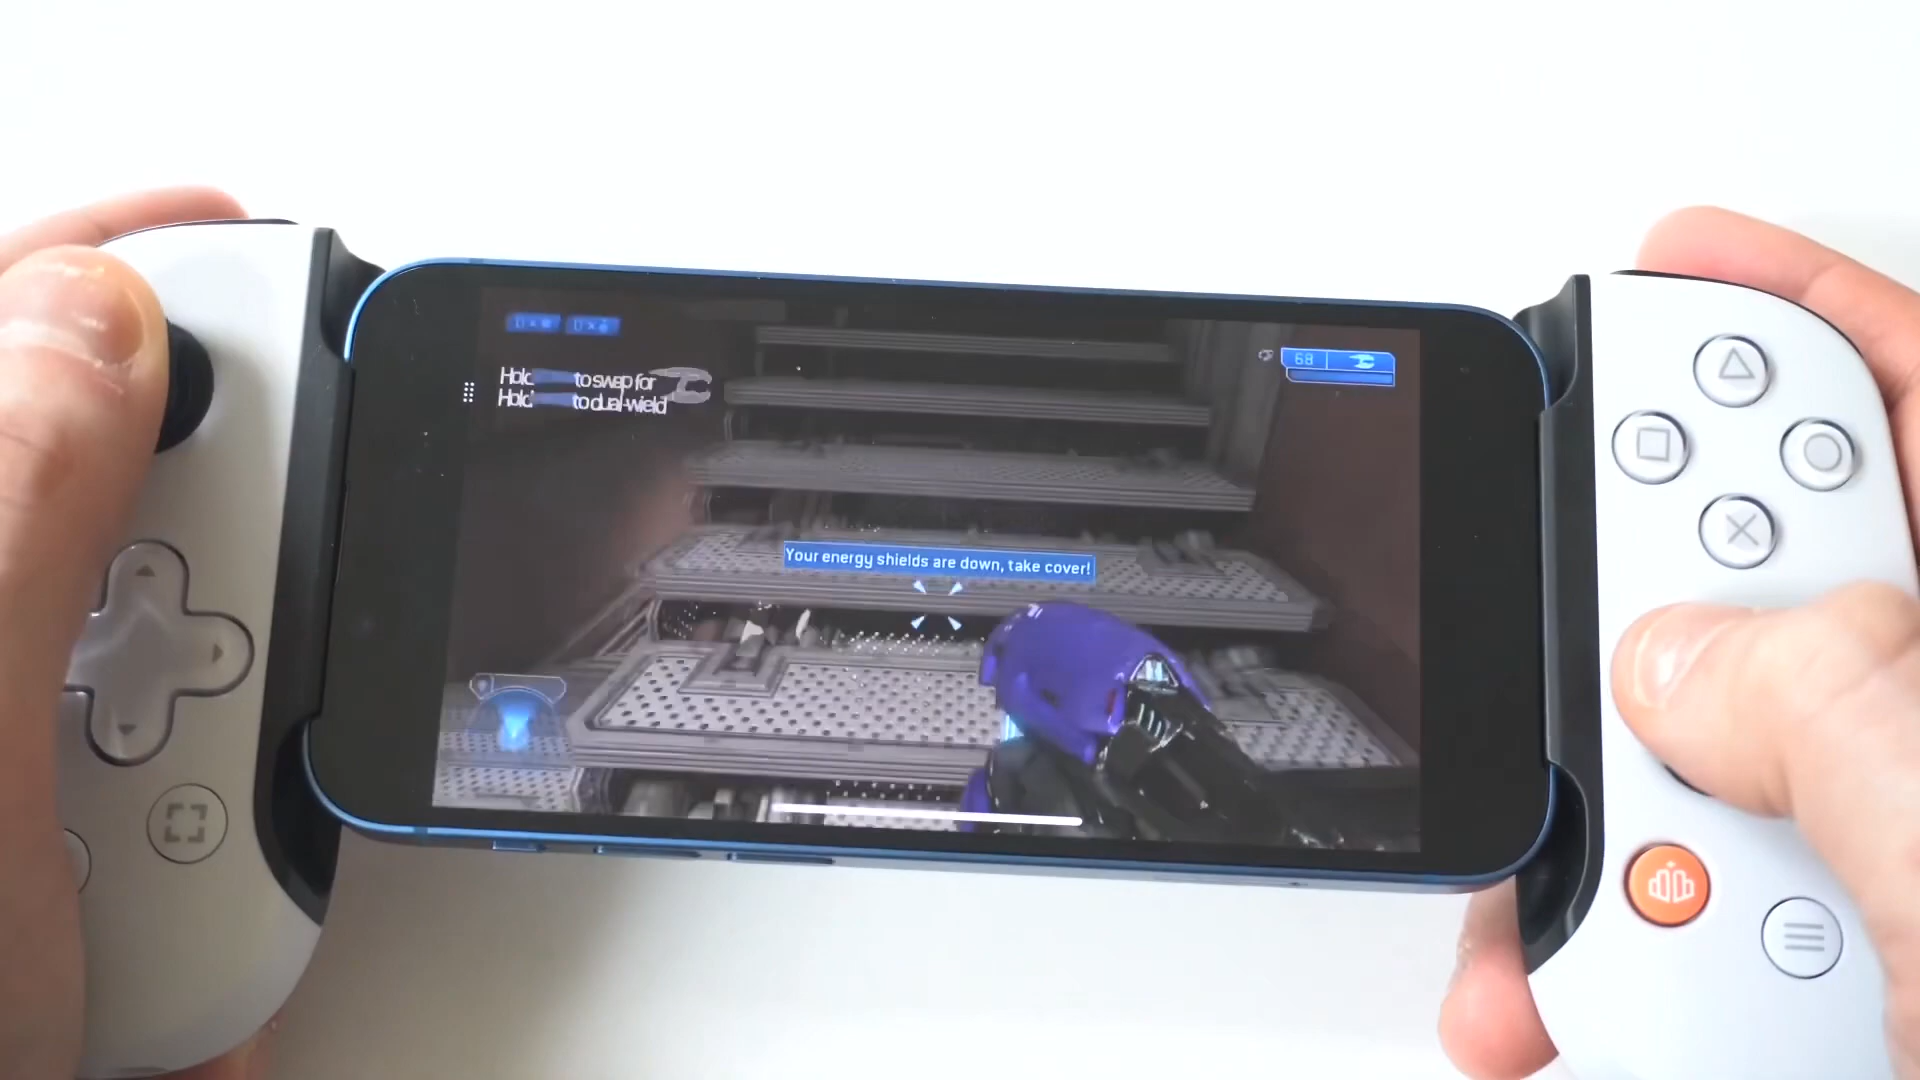 Hold to swap for
Hold to dual-wield
68
Your energy shields are down, take cover!